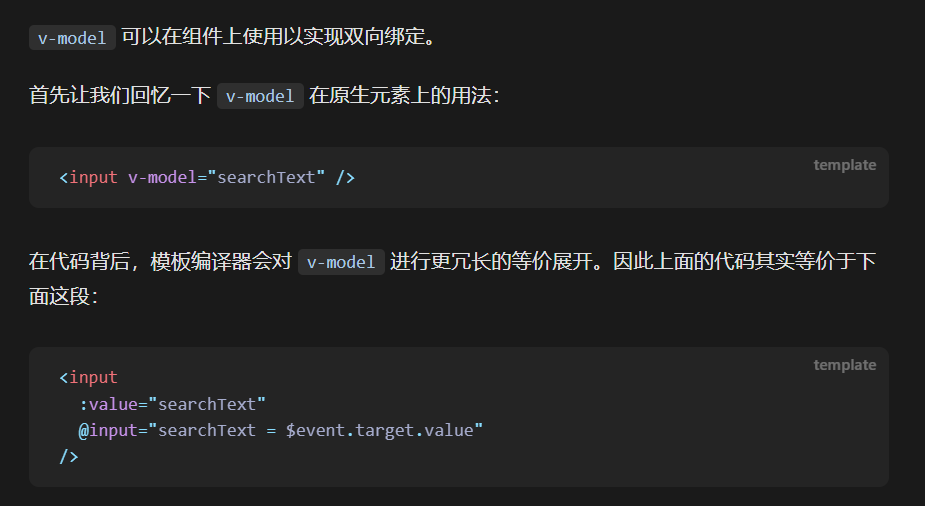 v-model 可以在组件上使用以实现双向绑定。
首先让我们回忆一下 v-model 在原生元素上的用法：
template
<input v-model="searchText" />
在代码背后，模板编译器会对 v-model 进行更冗长的等价展开。因此上面的代码其实等价于下
面这段：
template
<input
  :value="searchText"
  @input="searchText = $event.target.value"
/>